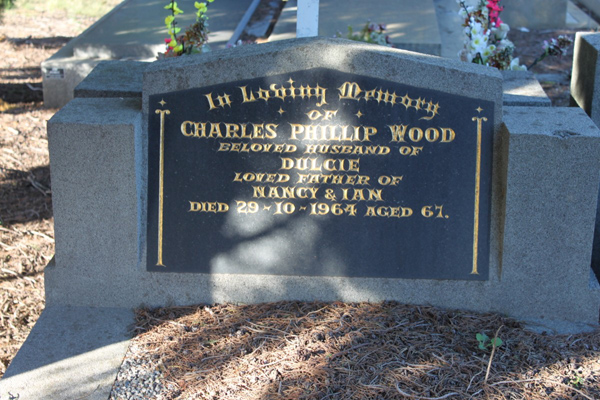 In Loving Memory
OF
CHARLES PHILLIP WOOD
BELOVED HUSBAND OF
DULCIE
LOVED FATHER OF
NANCY & IAN
DIED 29-10-1964 AGED 67.